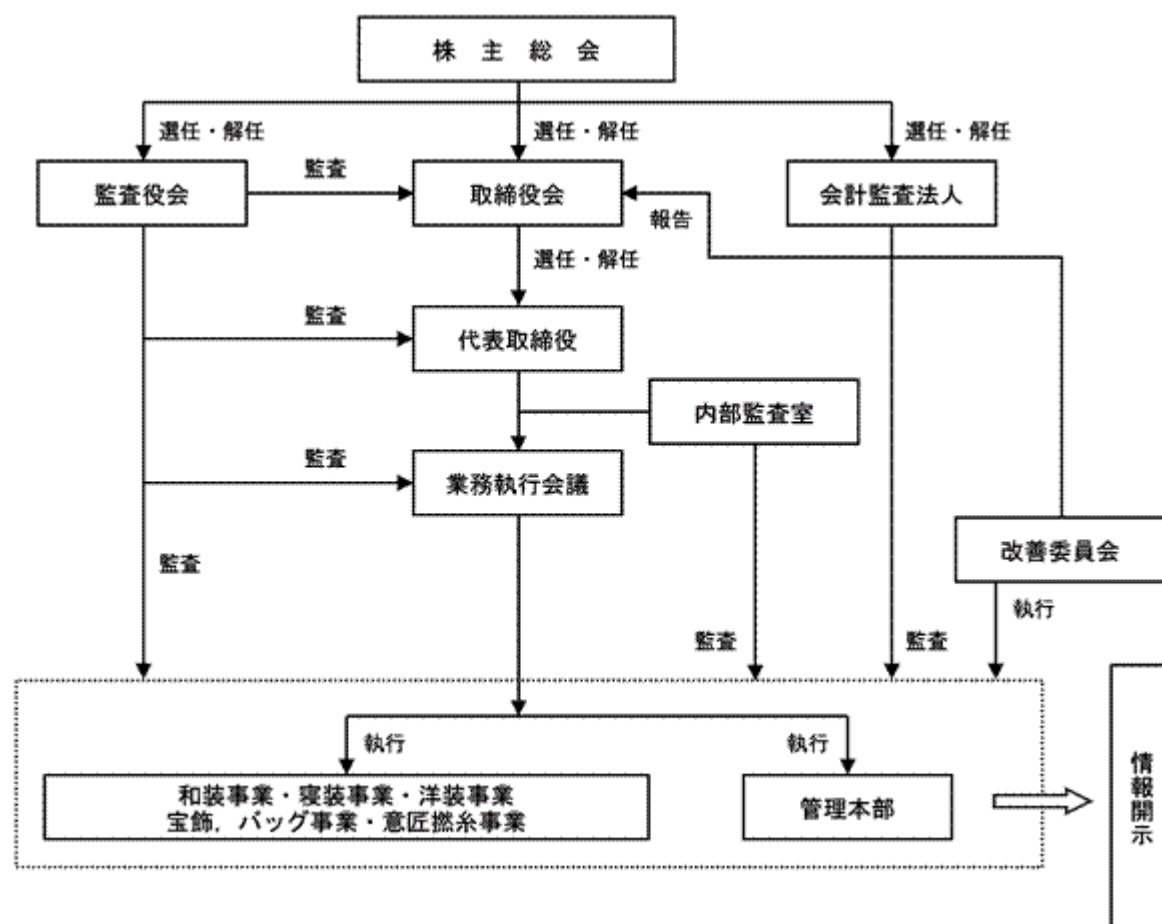 株主総会
選任・解任
選任・解任
選任・解任
監査役会
監査
取締役会
会計監査法人
報告
選任・解任
監査
代表取締役
内部監査室
監査
業務執行会議
改善委員会
監査
執行
監査
監査
執行
執行
和装事業・寝装事業・洋装事業
宝飾,バッグ事業・意匠撚糸事業
管理本部
情報開示